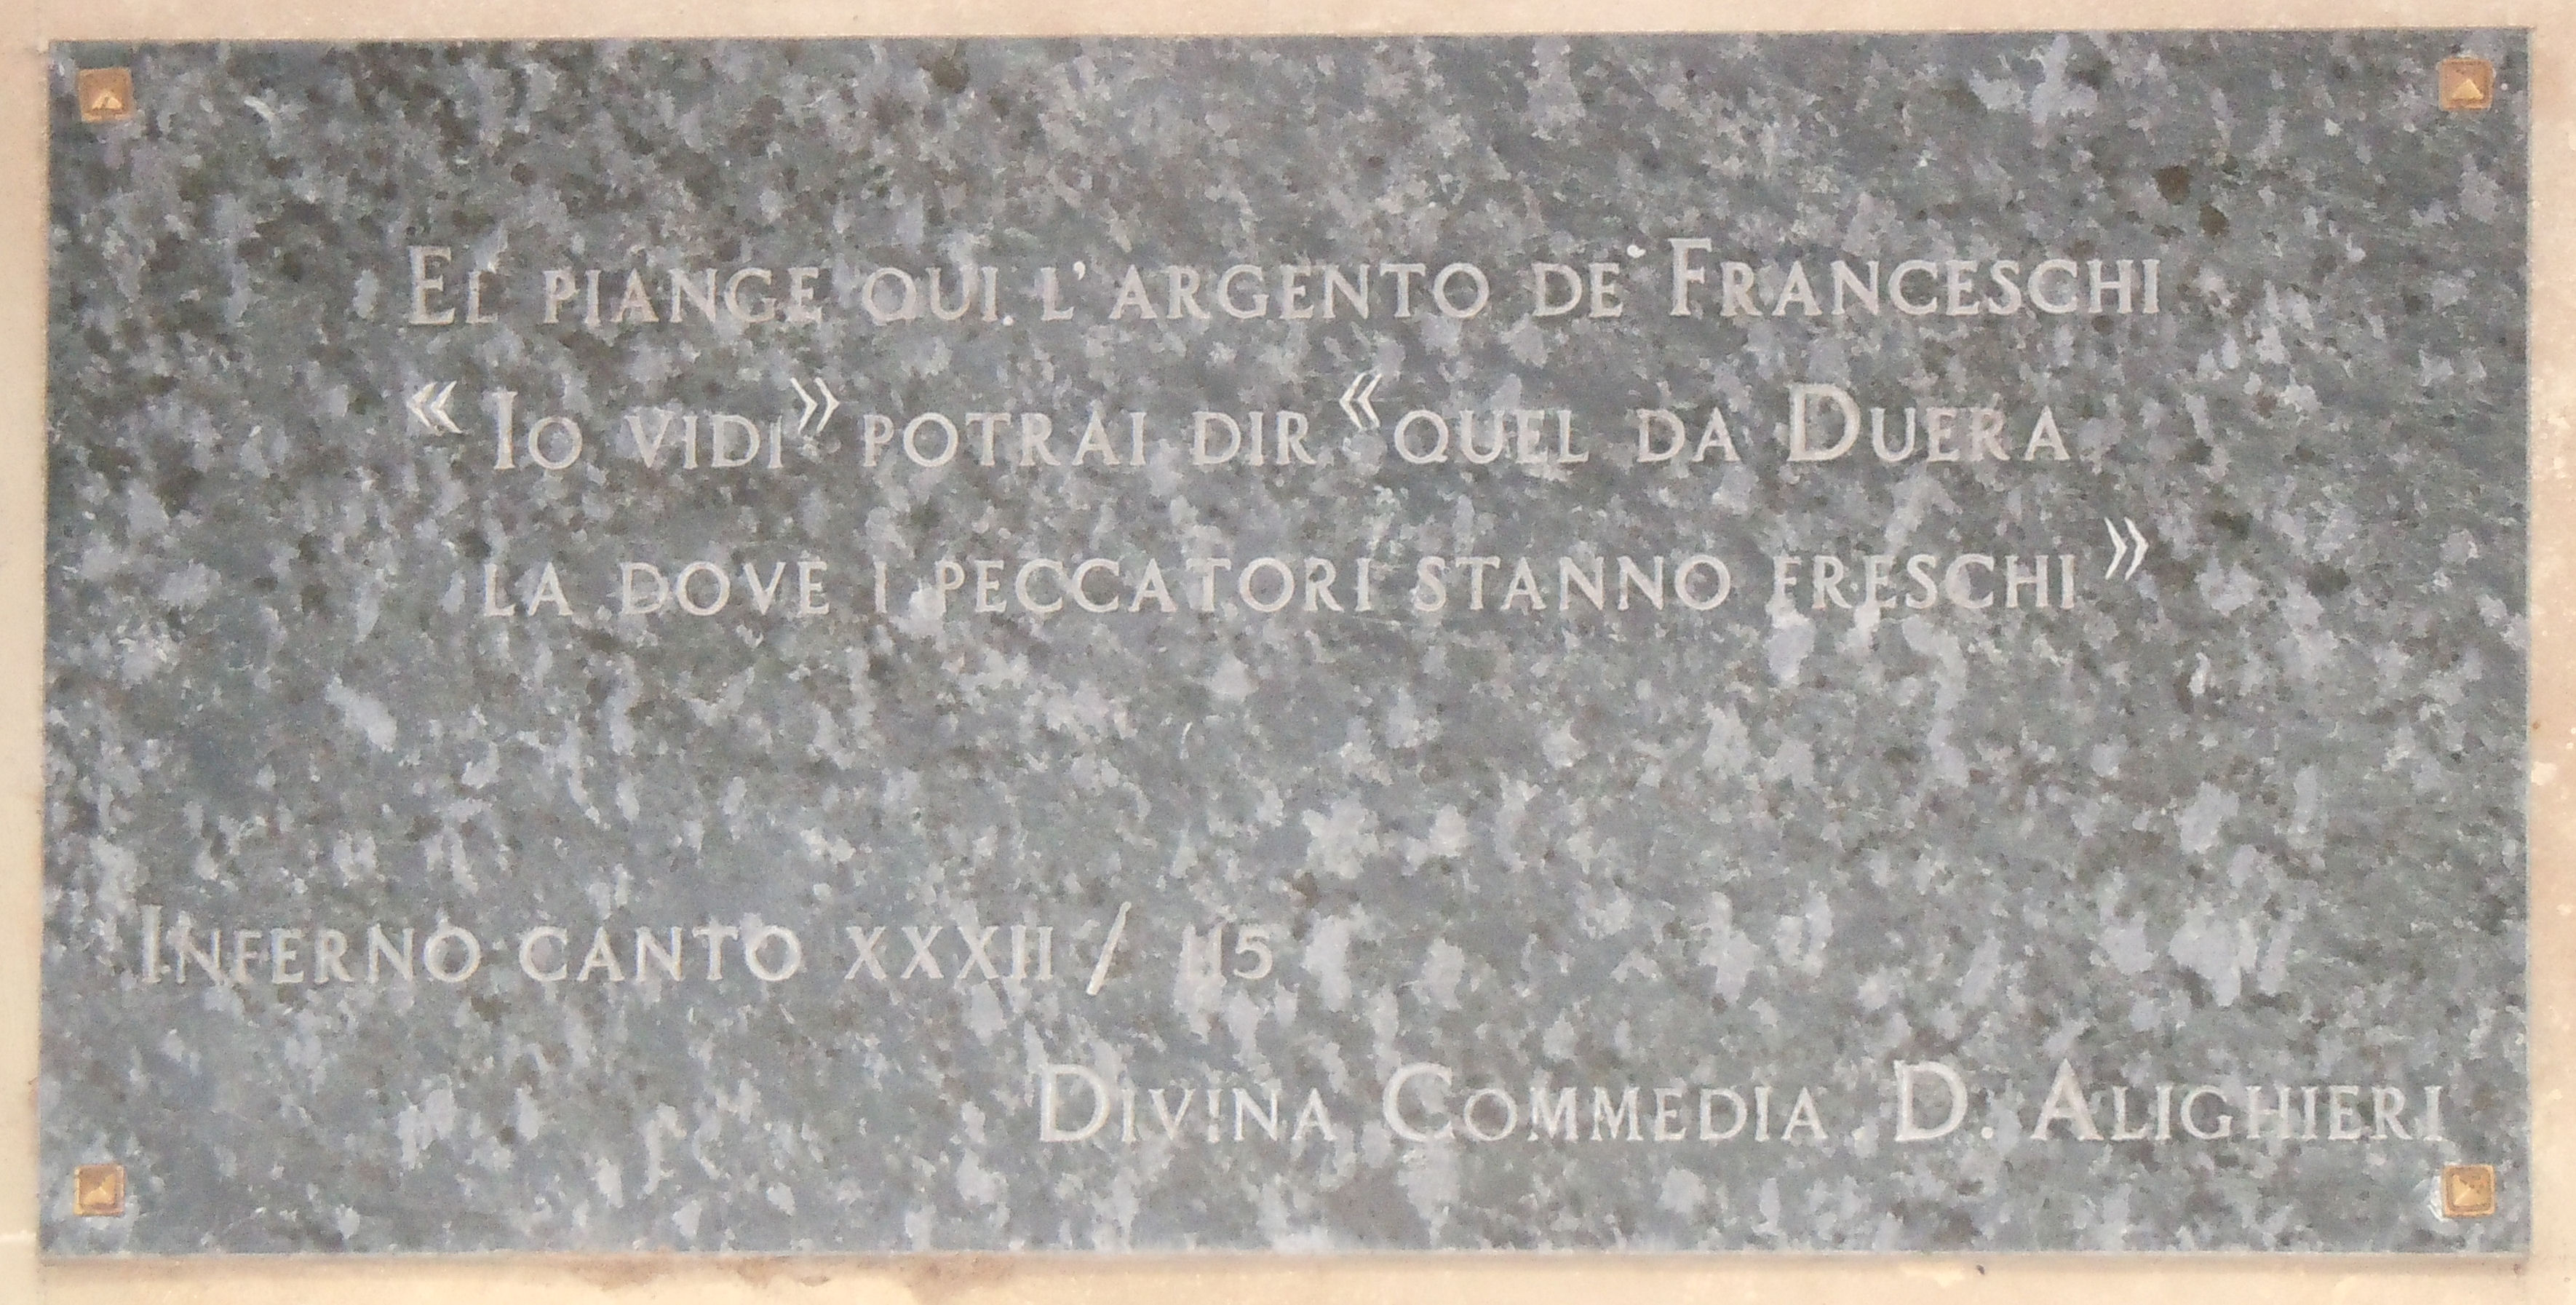 El piange qui l'argento de' Franceschi
« Io vidi » potrai dir « quel da Duera
la dove i peccatori stanno freschi »
Inferno canto XXXII / 115
Divina Commedia D. Alighieri